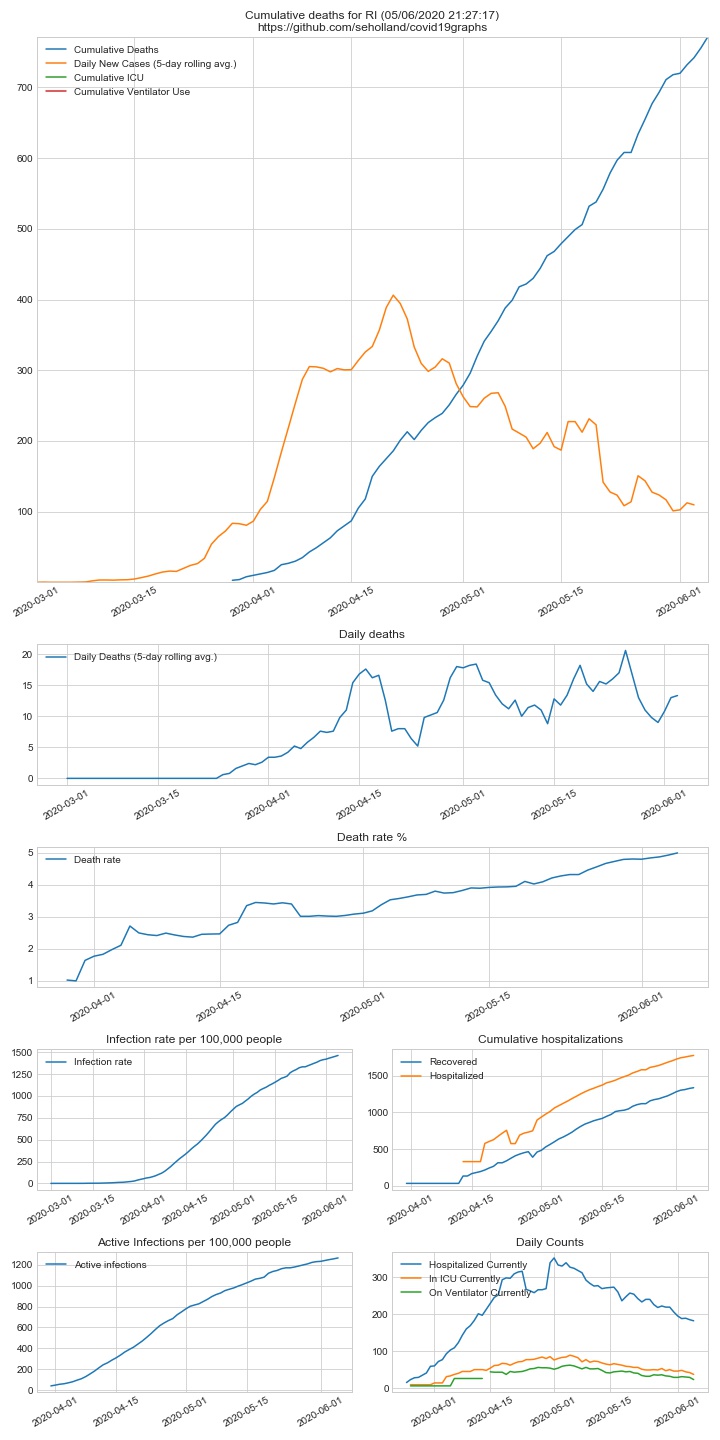 Cumulative deaths for RI (05/06/2020 21:27:17)
https://github.com/seholland/covid19graphs
Cumulative Deaths
Daily New Cases (5-day rolling avg.)
Cumulative ICU
Cumulative Ventilator Use
700
600
500
400
300
200
100
2020-03-01 2020-03-15 2020-04-01 2020-04-15 2020-05-01 2020-05-15 2020-06-01
Daily deaths
Daily Deaths (5-day rolling avg.)
20
15
10
5
0
2020-03-01 2020-03-15 2020-04-01 2020-04-15 2020-05-01 2020-05-15 2020-06-01
Death rate %
Death rate
5
4
3
2
1
2020-04-01 2020-04-15 2020-05-01 2020-05-15 2020-06-01
Infection rate per 100,000 people
Infection rate
1500
1250
1000
750
500
250
0
2020-03-01 2020-03-15 2020-04-01 2020-04-15 2020-05-01 2020-05-15 2020-06-01
Cumulative hospitalizations
Recovered
Hospitalized
1500
1000
500
0
2020-04-01 2020-04-15 2020-05-01 2020-05-15 2020-06-01
Active Infections per 100,000 people
Active infections
1200
1000
800
600
400
200
0
2020-04-01 2020-04-15 2020-05-01 2020-05-15 2020-06-01
Daily Counts
Hospitalized Currently
In ICU Currently
On Ventilator Currently
300
200
100
0
2020-04-01 2020-04-15 2020-05-01 2020-05-15 2020-06-01